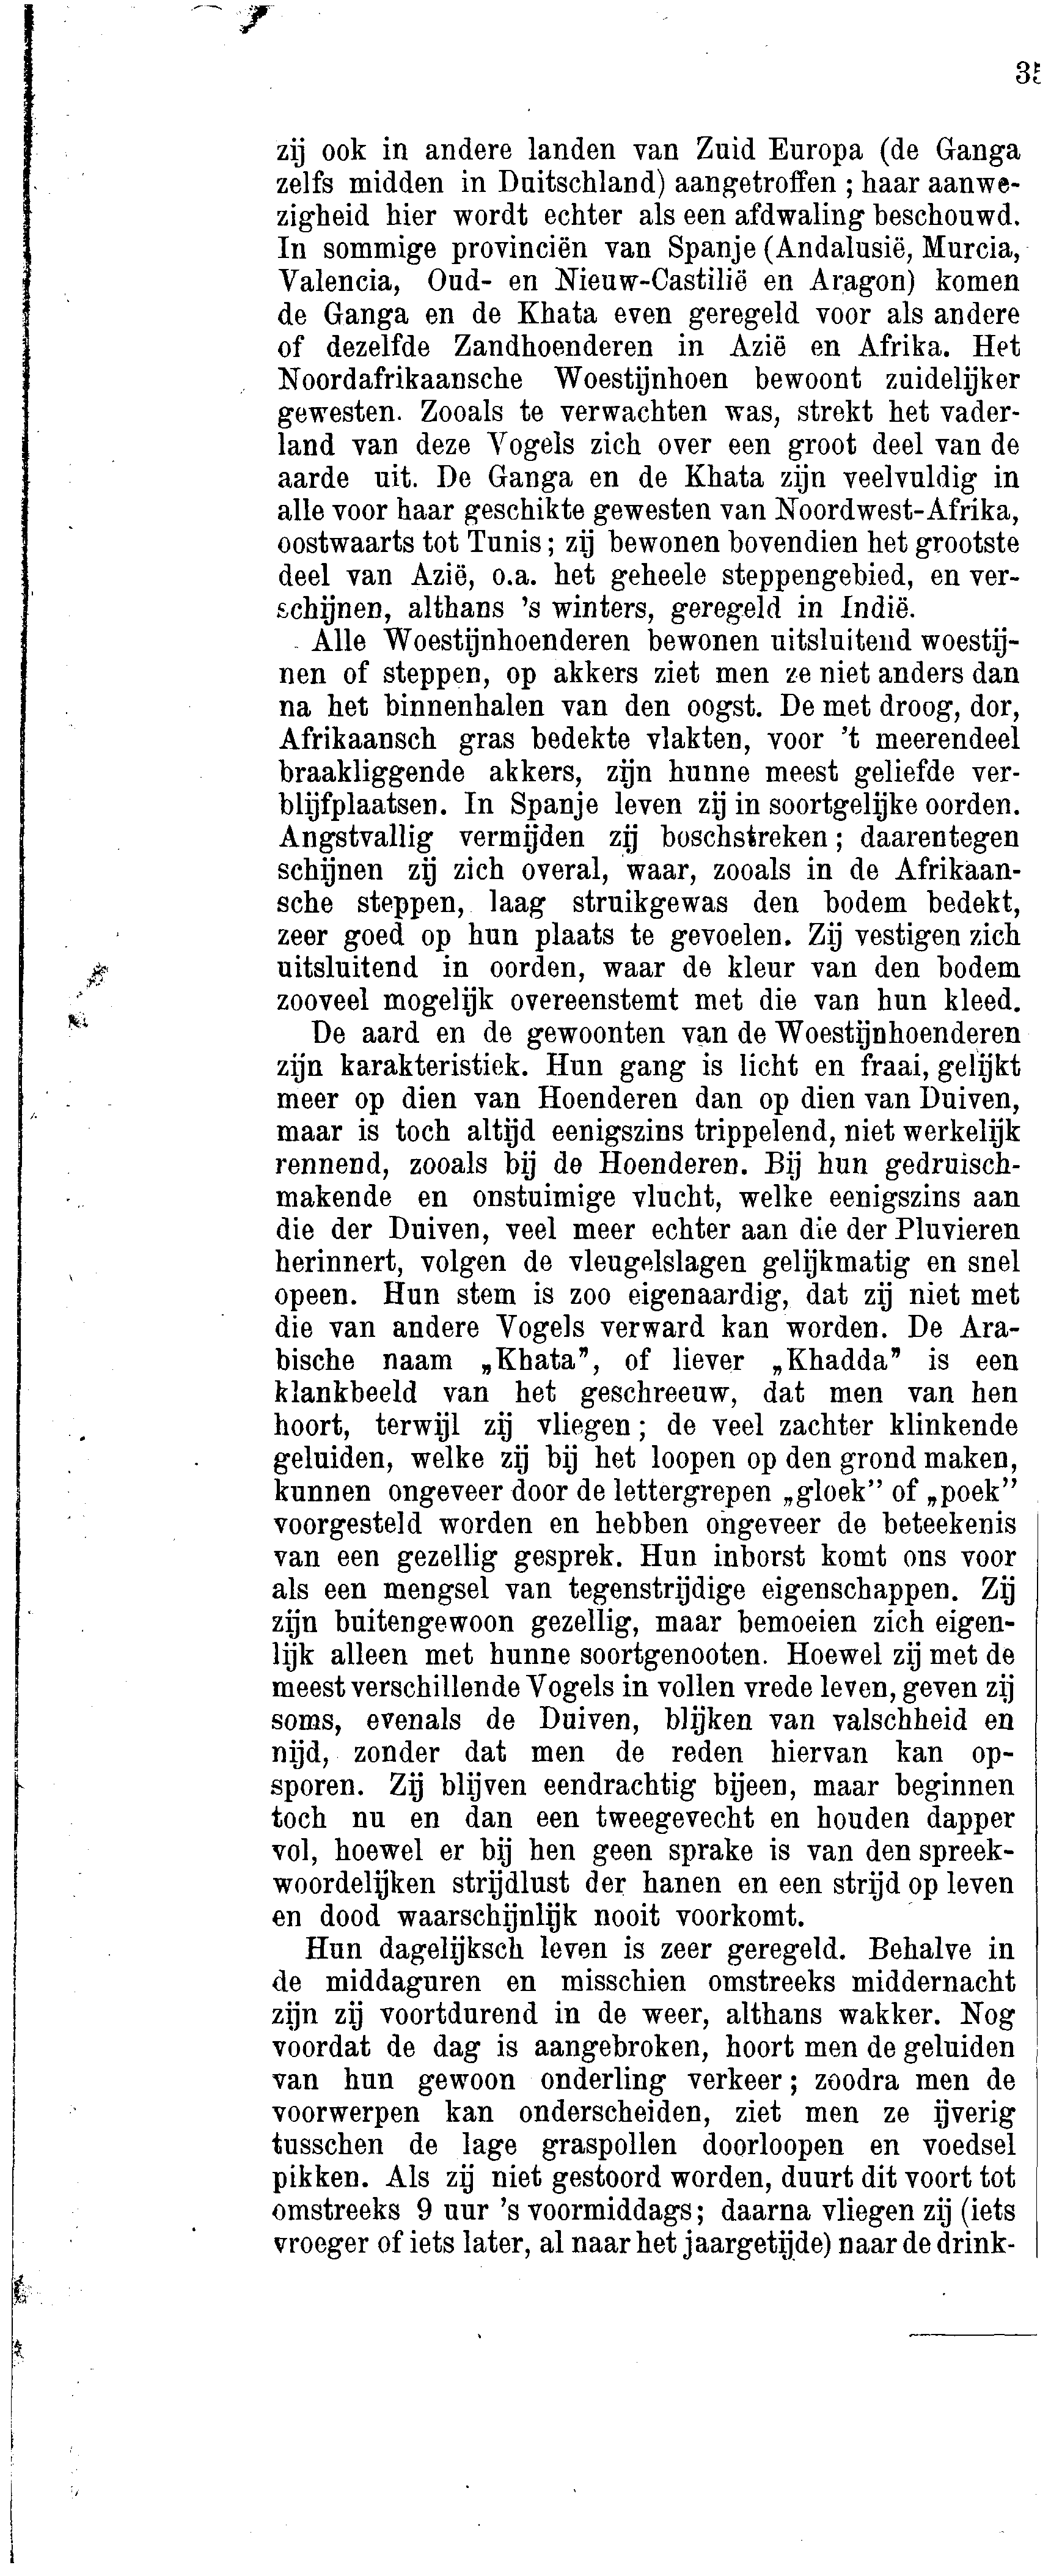 zij ook in andere landen van Zuid Europa (de Ganga
zelfs midden in Duitschland) aangetroffen ; haar aanwe-
zigheid hier wordt echter als een afdwaling beschouwd.
In sommige provinciën van Spanje (Andalusië, Murcia,
Valencia, Oud- en Nieuw-Castilië en Aragon) komen
de Ganga en de Khata even geregeld voor als andere
of dezelfde Zandhoenderen in Azië en Afrika. Het
Noordafrikaansche Woestijnhoen bewoont zuidelijker
gewesten. Zooals te verwachten was, strekt het vader-
land van deze Vogels zich over een groot deel van de
aarde uit. De Ganga en de Khata zijn veelvuldig in
alle voor haar geschikte gewesten van Noordwest-Afrika,
oostwaarts tot Tunis ; zij bewonen bovendien het grootste
deel van Azië, o.a. het geheele steppengebied, en ver-
schijnen, althans 's winters, geregeld in Indië.
Alle Woestijnhoenderen bewonen uitsluitend woestij-
nen of steppen, op akkers ziet men ze niet anders dan
na het binnenhalen van den oogst. De met droog, dor,
Afrikaansch gras bedekte vlakten, voor 't meerendeel
braakliggende akkers, zijn hunne meest geliefde ver-
blijfplaatsen. In Spanje leven zij in soortgelijke oorden.
Angstvallig vermijden zij boschstreken ; daarentegen
schijnen zij zich overal, waar, zooals in de Afrikaan-
sche steppen, laag struikgewas den bodem bedekt,
zeer goed op hun plaats te gevoelen. Zij vestigen zich
uitsluitend in oorden, waar de kleur van den bodem
zooveel mogelijk overeenstemt met die van hun kleed.
De aard en de gewoonten van de Woestijnhoenderen
zijn karakteristiek. Hun gang is licht en fraai, gelijkt
meer op dien van Hoenderen dan op dien van Duiven,
maar is toch altijd eenigszins trippelend, niet werkelijk
rennend, zooals bij de Hoenderen. Bij hun gedruisch-
makende en onstuimige vlucht, welke eenigszins aan
die der Duiven, veel meer echter aan die der Pluvieren
herinnert, volgen de vleugelslagen gelijkmatig en snel
opeen. Hun stem is zoo eigenaardig, dat zij niet met
die van andere Vogels verward kan worden. De Ara-
bische naam „Khata”, of liever „Khadda” is een
klankbeeld van het geschreeuw, dat men van hen
hoort, terwijl zij vliegen ; de veel zachter klinkende
geluiden, welke zij bij het loopen op den grond maken,
kunnen ongeveer door de lettergrepen „gloek” of „poek”
voorgesteld worden en hebben ongeveer de beteekenis
van een gezellig gesprek. Hun inborst komt ons voor
als een mengsel van tegenstrijdige eigenschappen. Zij
zijn buitengewoon gezellig, maar bemoeien zich eigen-
lijk alleen met hunne soortgenooten. Hoewel zij met de
meest verschillende Vogels in vollen vrede leven, geven zij
soms, evenals de Duiven, blijken van valschheid en
nijd, zonder dat men de reden hiervan kan op-
sporen. Zij blijven eendrachtig bijeen, maar beginnen
toch nu en dan een tweegevecht en houden dapper
vol, hoewel er bij hen geen sprake is van den spreek-
woordelijken strijdlust der hanen en een strijd op leven
en dood waarschijnlijk nooit voorkomt.
Hun dagelijksch leven is zeer geregeld. Behalve in
de middaguren en misschien omstreeks middernacht
zijn zij voortdurend in de weer, althans wakker. Nog
voordat de dag is aangebroken, hoort men de geluiden
van hun gewoon onderling verkeer ; zoodra men de
voorwerpen kan onderscheiden, ziet men ze ijverig
tusschen de lage graspollen doorloopen en voedsel
pikken. Als zij niet gestoord worden, duurt dit voort tot
omstreeks 9 uur 's voormiddags ; daarna vliegen zij (iets
vroeger of iets later, al naar het jaargetijde) naar de drink-